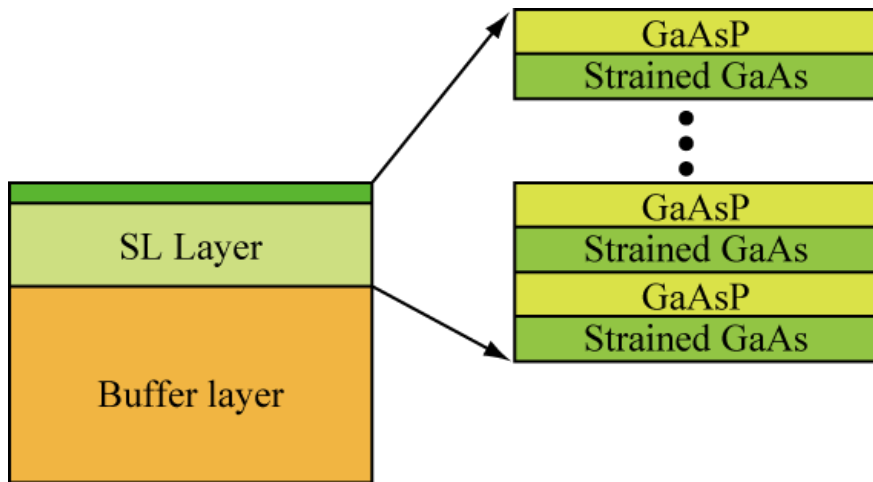 GaAsP
Strained GaAs
SL Layer
GaAsP
Strained GaAs
GaAsP
Strained GaAs
Buffer layer